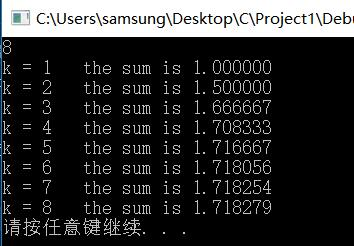 C:\Users\samsung\Desktop\C\Project1\Debu
8
k = 1   the sum is 1.000000
k = 2   the sum is 1.500000
k = 3   the sum is 1.666667
k = 4   the sum is 1.708333
k = 5   the sum is 1.716667
k = 6   the sum is 1.718056
k = 7   the sum is 1.718254
k = 8   the sum is 1.718279
请按任意键继续. . .